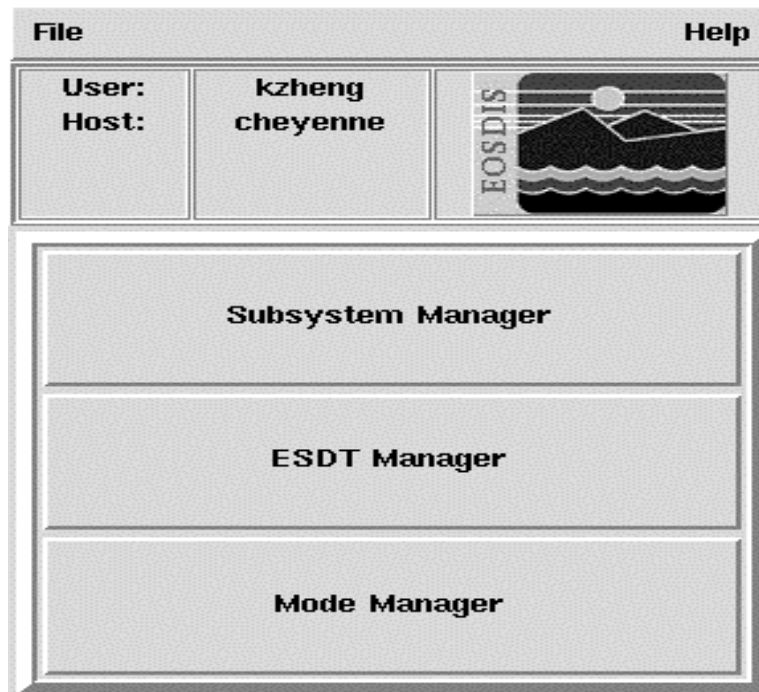 File Help
User: kzheng
Host: cheyenne
EOSDIS
Subsystem Manager
ESDT Manager
Mode Manager